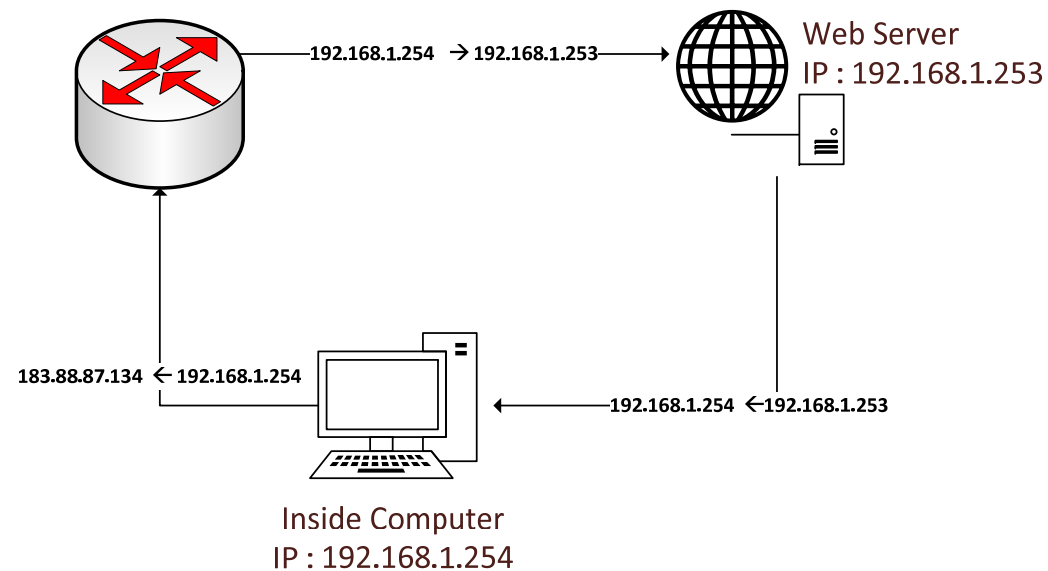 192.168.1.254 → 192.168.1.253
Web Server
IP : 192.168.1.253
183.88.87.134 ← 192.168.1.254
192.168.1.254 ←192.168.1.253
Inside Computer
IP : 192.168.1.254